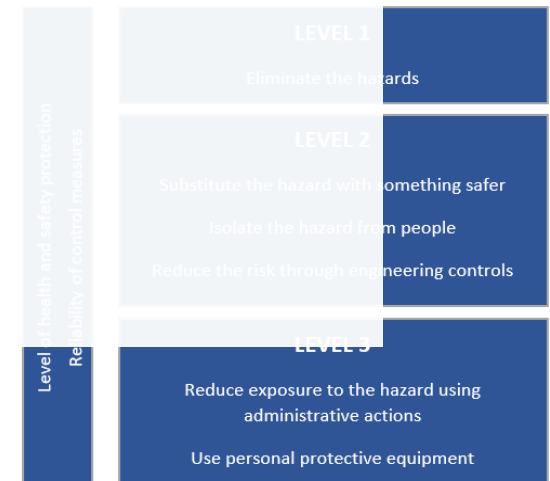 Level of health and safety protection
Reliability of control measures
LEVEL 1
Eliminate the hazards
LEVEL 2
Substitute the hazard with something safer
Isolate the hazard from people
Reduce the risk through engineering controls
LEVEL 3
Reduce exposure to the hazard using
administrative actions
Use personal protective equipment